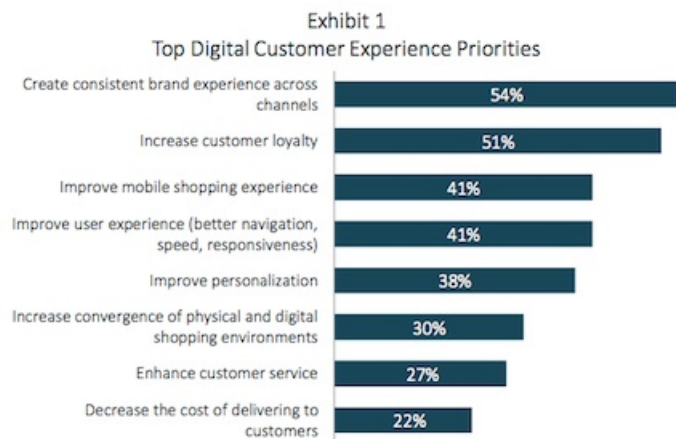 Exhibit 1
Top Digital Customer Experience Priorities
Create consistent brand experience across
channels
54%
Increase customer loyalty
51%
Improve mobile shopping experience
41%
Improve user experience (better navigation,
speed, responsiveness)
41%
Improve personalization
38%
Increase convergence of physical and digital
shopping environments
30%
Enhance customer service
27%
Decrease the cost of delivering to
customers
22%